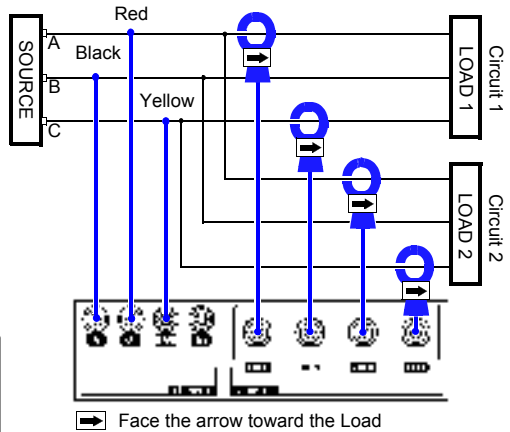 Red
A
Black
B
Yellow
C
SOURCE
LOAD 1
Circuit 1
LOAD 2
Circuit 2
Face the arrow toward the Load